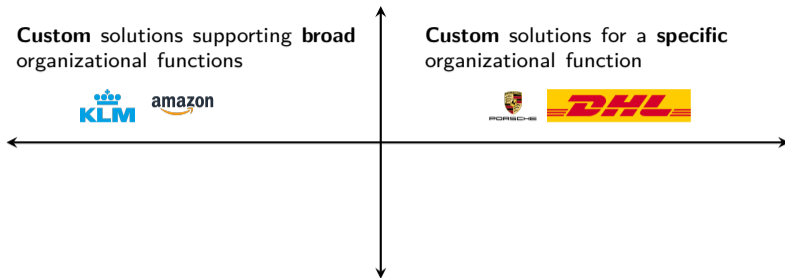 Custom solutions supporting broad
organizational functions
KLM
amazon
Custom solutions for a specific
organizational function
PORSCHE
DHL